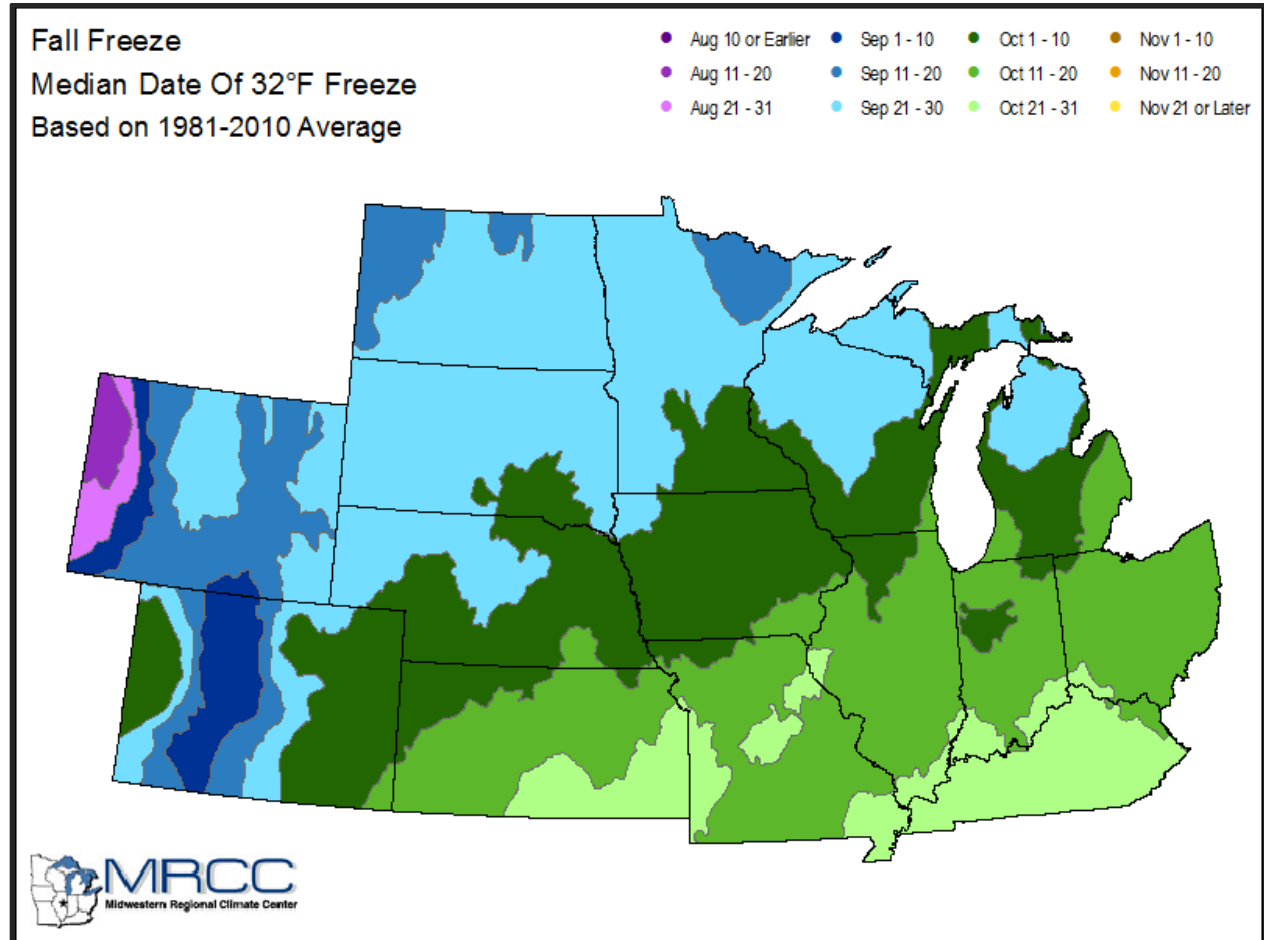 Fall Freeze
Median Date Of 32°F Freeze
Based on 1981-2010 Average
Aug 10 or Earlier
Aug 11 - 20
Aug 21 - 31
Sep 1 - 10
Sep 11 - 20
Sep 21 - 30
Oct 1 - 10
Oct 11 - 20
Oct 21 - 31
Nov 1 - 10
Nov 11 - 20
Nov 21 or Later
MRCC
Midwestern Regional Climate Center